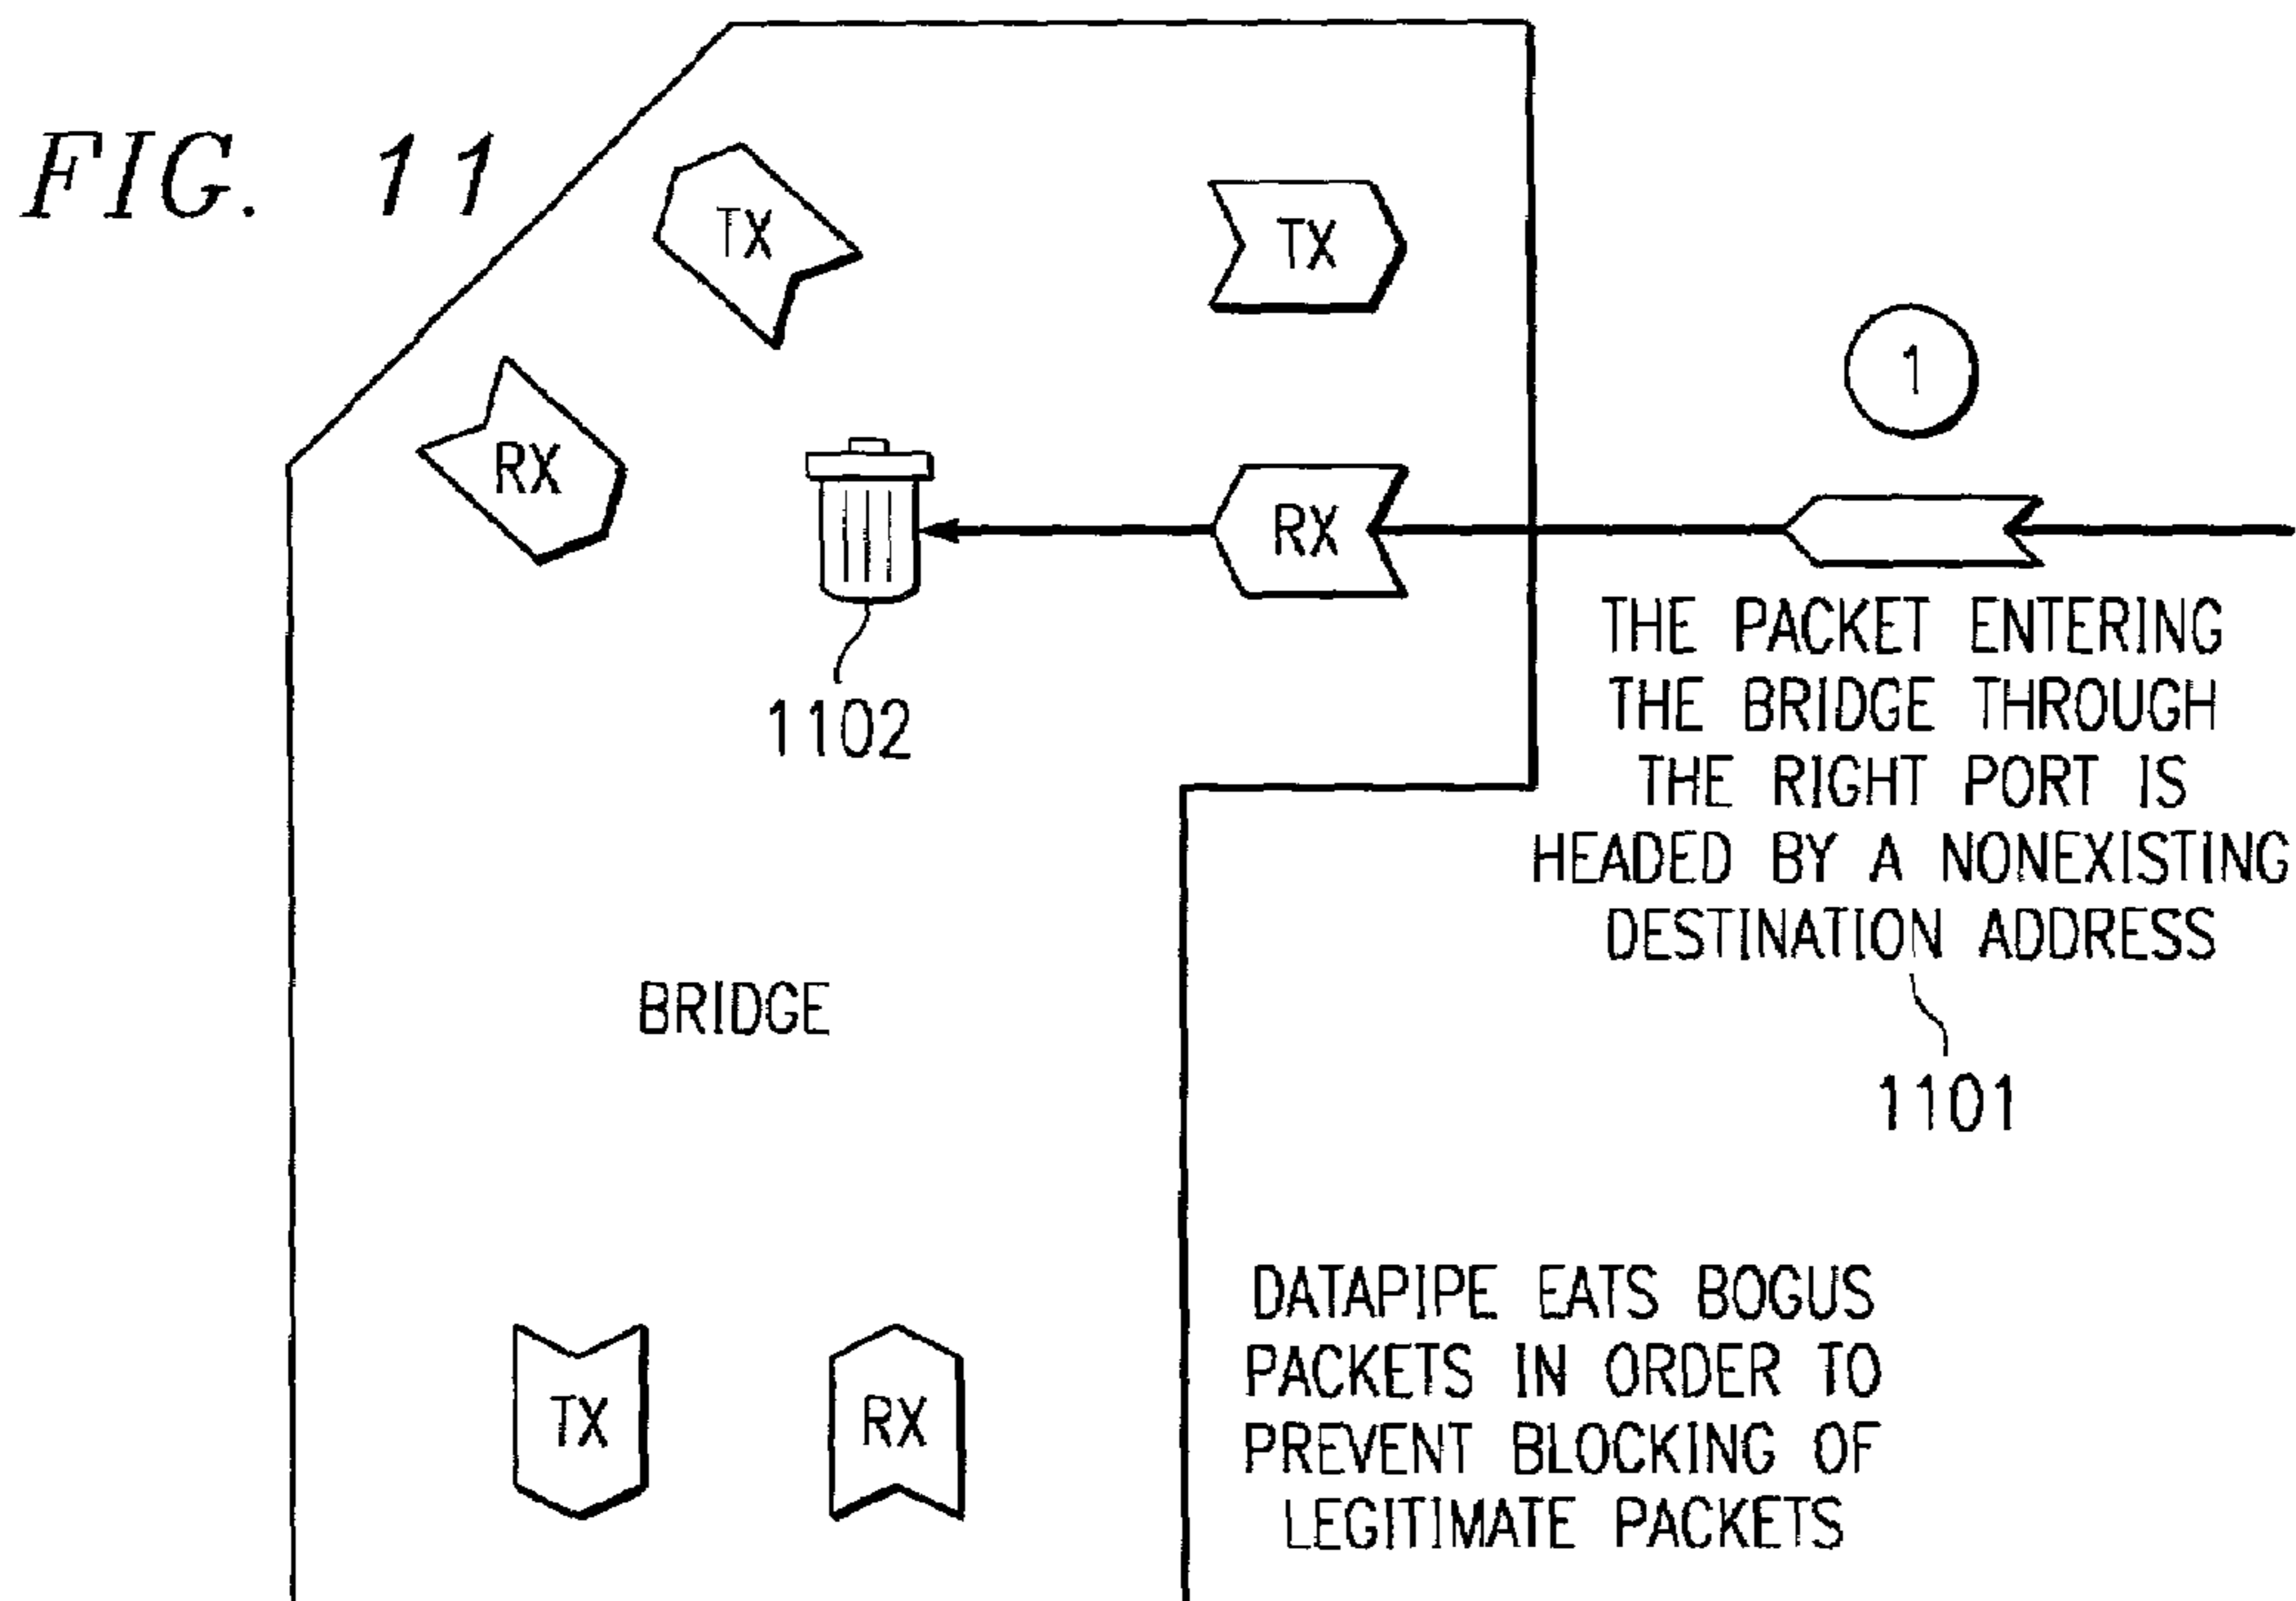 FIG. 11
TX
TX
1
RX
RX
THE PACKET ENTERING
THE BRIDGE THROUGH
THE RIGHT PORT IS
HEADED BY A NONEXISTING
DESTINATION ADDRESS
1102
1101
BRIDGE
DATAPIPE EATS BOGUS
PACKETS IN ORDER TO
PREVENT BLOCKING OF
LEGITIMATE PACKETS
TX
RX